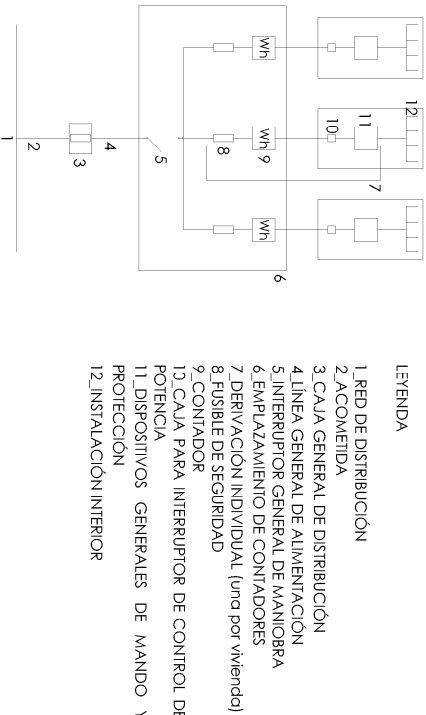 12
7
11
10
6
Wh Wh 9 Wh
8
5
4
3
2
1
LEYENDA
1_RED DE DISTRIBUCIÓN
2_ACOMETIDA
3_CAJA GENERAL DE DISTRIBUCIÓN
4_LÍNEA GENERAL DE ALIMENTACIÓN
5_INTERRUPTOR GENERAL DE MANIOBRA
6_EMPLAZAMIENTO DE CONTADORES
7_DERIVACIÓN INDIVIDUAL (una por vivienda)
8_FUSIBLE DE SEGURIDAD
9_CONTADOR
10_CAJA PARA INTERRUPTOR DE CONTROL DE
POTENCIA
11_DISPOSITIVOS GENERALES DE MANDO Y
PROTECCIÓN
12_INSTALACIÓN INTERIOR